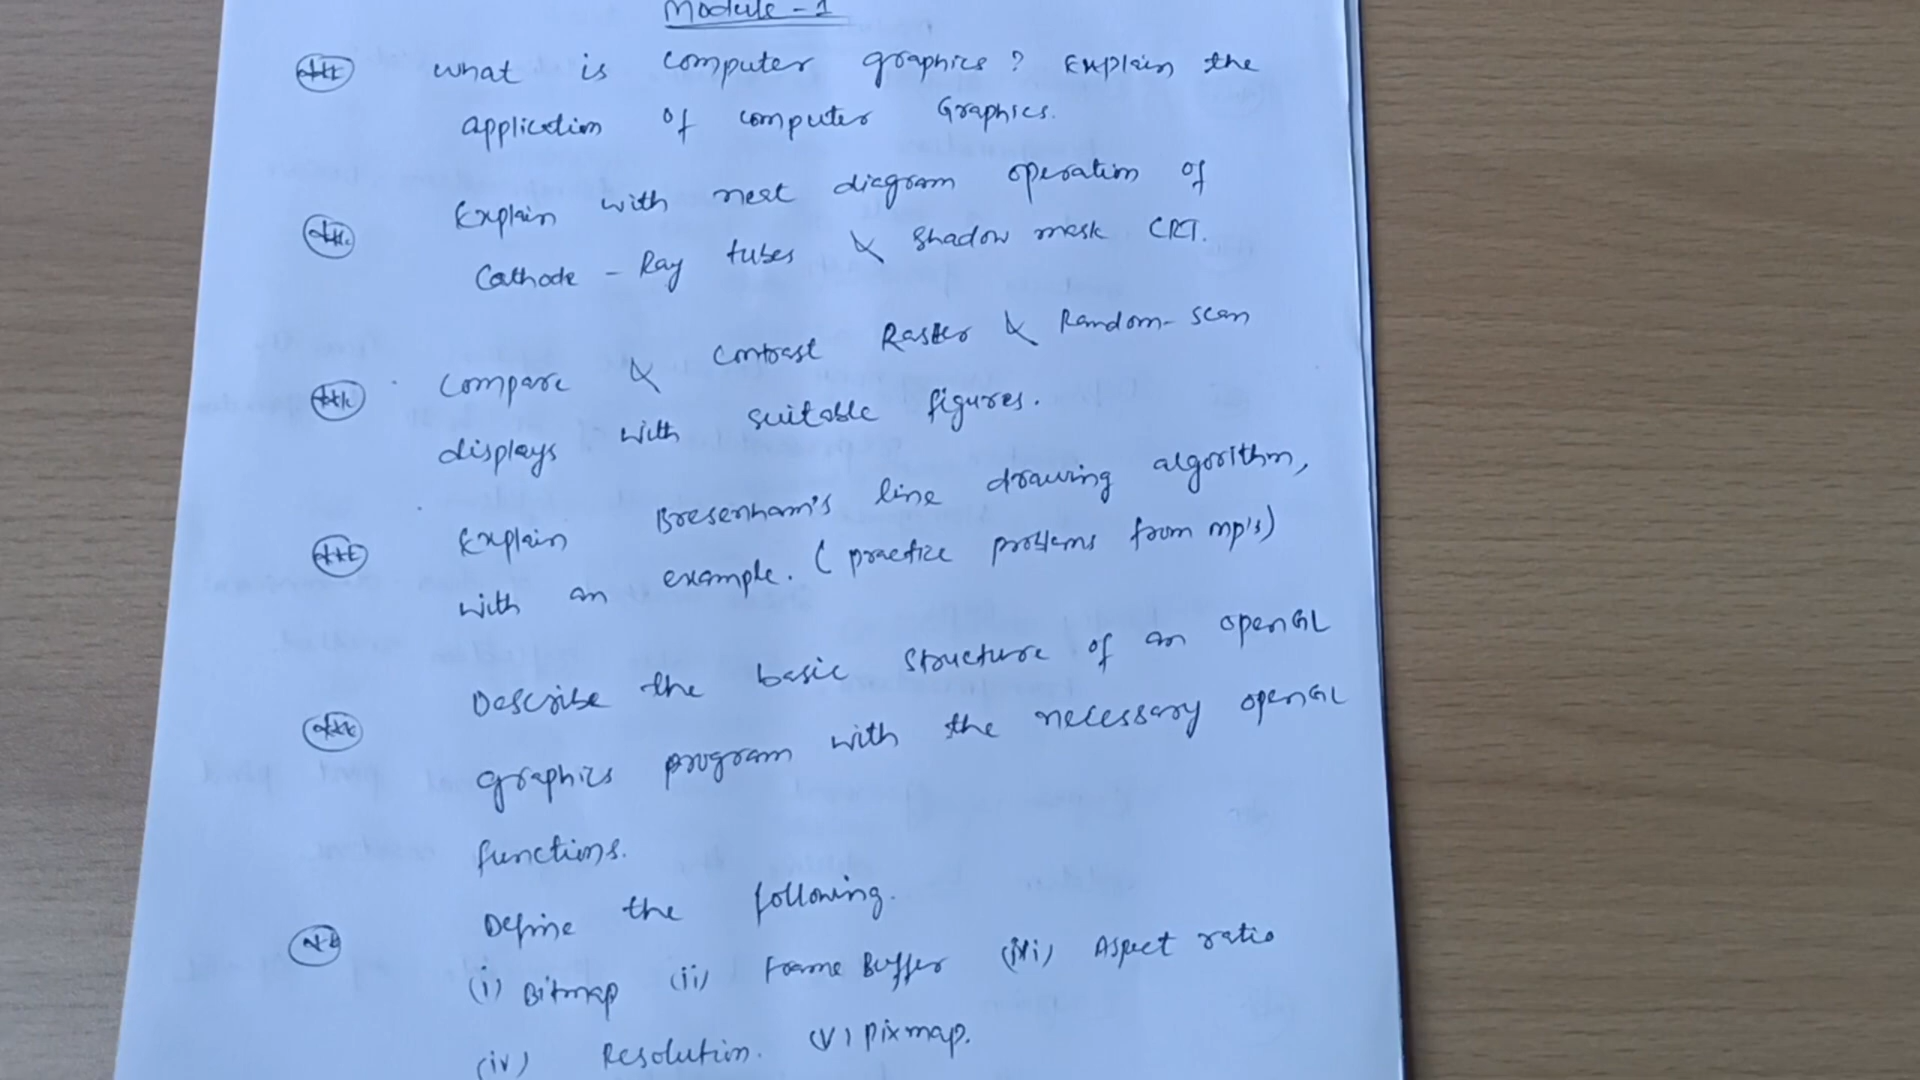 Module - 1
*** What is computer graphics? Explain the
application of computer Graphics.
*** Explain with neat diagram operation of
Cathode - Ray tubes & shadow mask CRT.
*** Compare & contrast Raster & Random-scan
displays with suitable figures.
*** Explain Bresenham's line drawing algorithm,
with an example. (practice problems from mp's)
*** Describe the basic structure of an openGL
graphics program with the necessary openGL
functions.
** Define the following.
(i) Bitmap (ii) Frame Buffer (iii) Aspect ratio
(iv) Resolution. (v) pixmap.